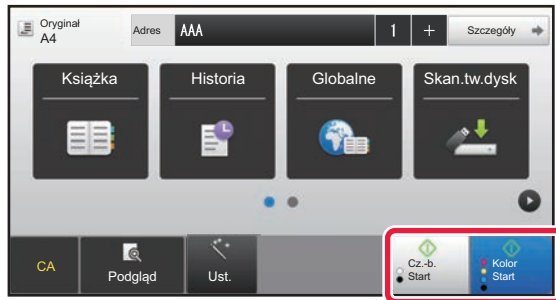 Oryginał
A4
Adres AAA 1 + Szczegóły
Książka Historia Globalne Skan.tw.dysk
CA Podgląd Ust. Cz.-b. Start Kolor Start